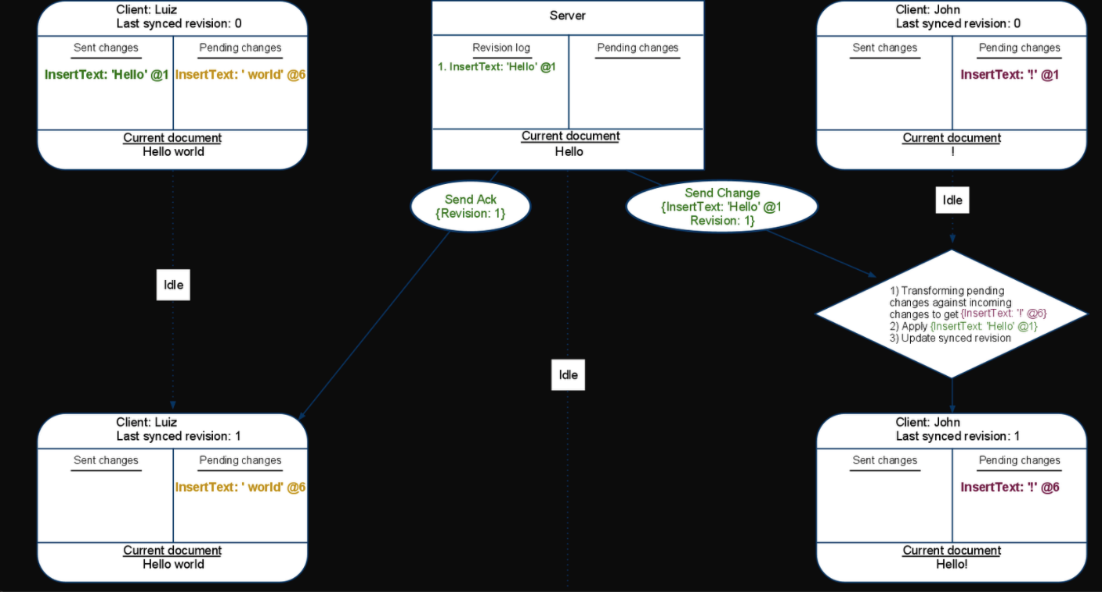 Client: Luiz
Last synced revision: 0
Sent changes
Pending changes
InsertText: 'Hello' @1
InsertText: ' world' @6
Current document
Hello world
Server
Revision log
Pending changes
1. InsertText: 'Hello' @1
Current document
Hello
Client: John
Last synced revision: 0
Sent changes
Pending changes
InsertText: '!' @1
Current document
!
Send Ack
{Revision: 1}
Send Change
{InsertText: 'Hello' @1
Revision: 1}
Idle
Idle
Idle
1) Transforming pending
changes against incoming
changes to get {InsertText: '!' @6}
2) Apply {InsertText: 'Hello' @1}
3) Update synced revision
Client: Luiz
Last synced revision: 1
Sent changes
Pending changes
InsertText: ' world' @6
Current document
Hello world
Client: John
Last synced revision: 1
Sent changes
Pending changes
InsertText: '!' @6
Current document
Hello!